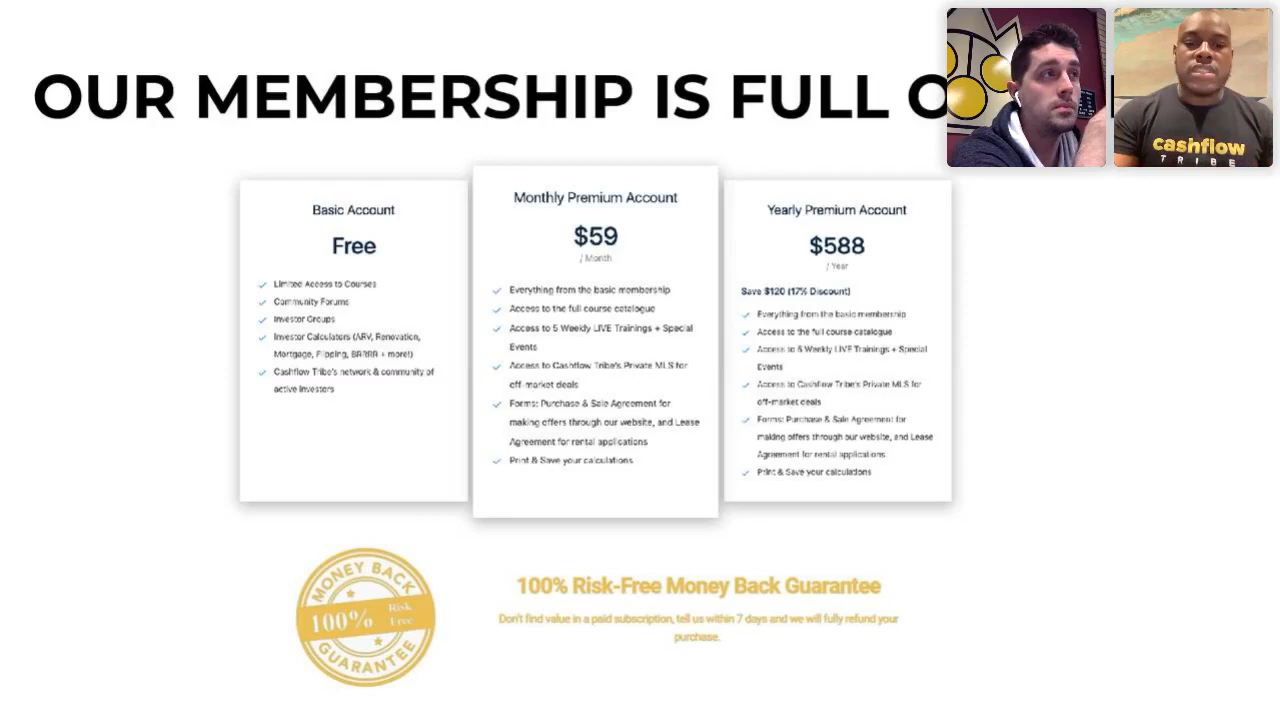 OUR MEMBERSHIP IS FULL
cashflow
TRIBE
Basic Account
Free
Limited Access to Courses
Community Forums
Investor Groups
Investor Calculators (ARV, Renovation,
Mortgage, Flipping, BRRRR + more!)
Cashflow Tribe's network & community of
active investors
Monthly Premium Account
$59
/ Month
Everything from the basic membership
Access to the full course catalogue
Access to 5 Weekly LIVE Trainings + Special
Events
Access to Cashflow Tribe's Private MLS for
off-market deals
Forms: Purchase & Sale Agreement for
making offers through our website, and Lease
Agreement for rental applications
Print & Save your calculations
Yearly Premium Account
$588
/ Year
Save $120 (17% Discount)
Everything from the basic membership
Access to the full course catalogue
Access to 5 Weekly LIVE Trainings + Special
Events
Access to Cashflow Tribe's Private MLS for
off-market deals
Forms: Purchase & Sale Agreement for
making offers through our website, and Lease
Agreement for rental applications
Print & Save your calculations
MONEY BACK
100% Risk
Free
GUARANTEE
100% Risk-Free Money Back Guarantee
Don't find value in a paid subscription, tell us within 7 days and we will fully refund your
purchase.